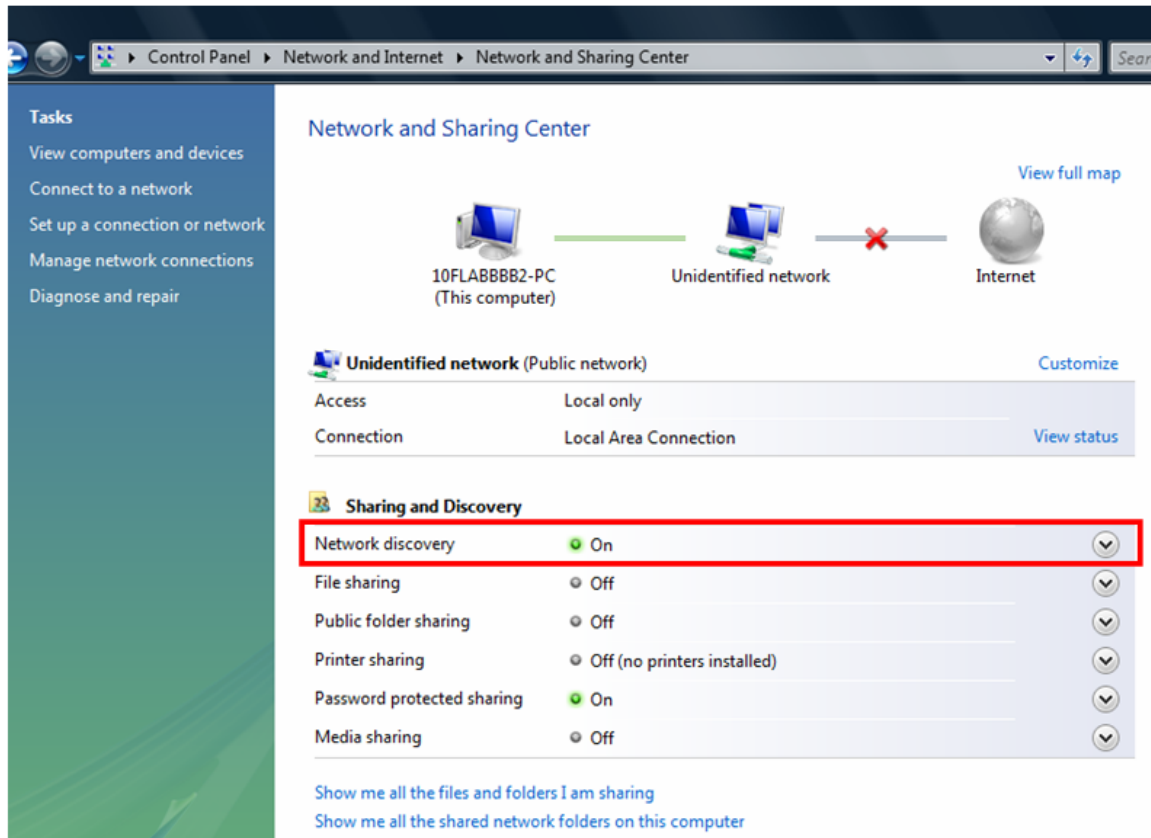 Control Panel Network and Internet Network and Sharing Center
Tasks
View computers and devices
Connect to a network
Set up a connection or network
Manage network connections
Diagnose and repair
Network and Sharing Center
View full map
10FLABBBB2-PC
(This computer)
Unidentified network
Internet
Unidentified network (Public network) Customize
Access Local only
Connection Local Area Connection View status
Sharing and Discovery
Network discovery On
File sharing Off
Public folder sharing Off
Printer sharing Off (no printers installed)
Password protected sharing On
Media sharing Off
Show me all the files and folders I am sharing
Show me all the shared network folders on this computer